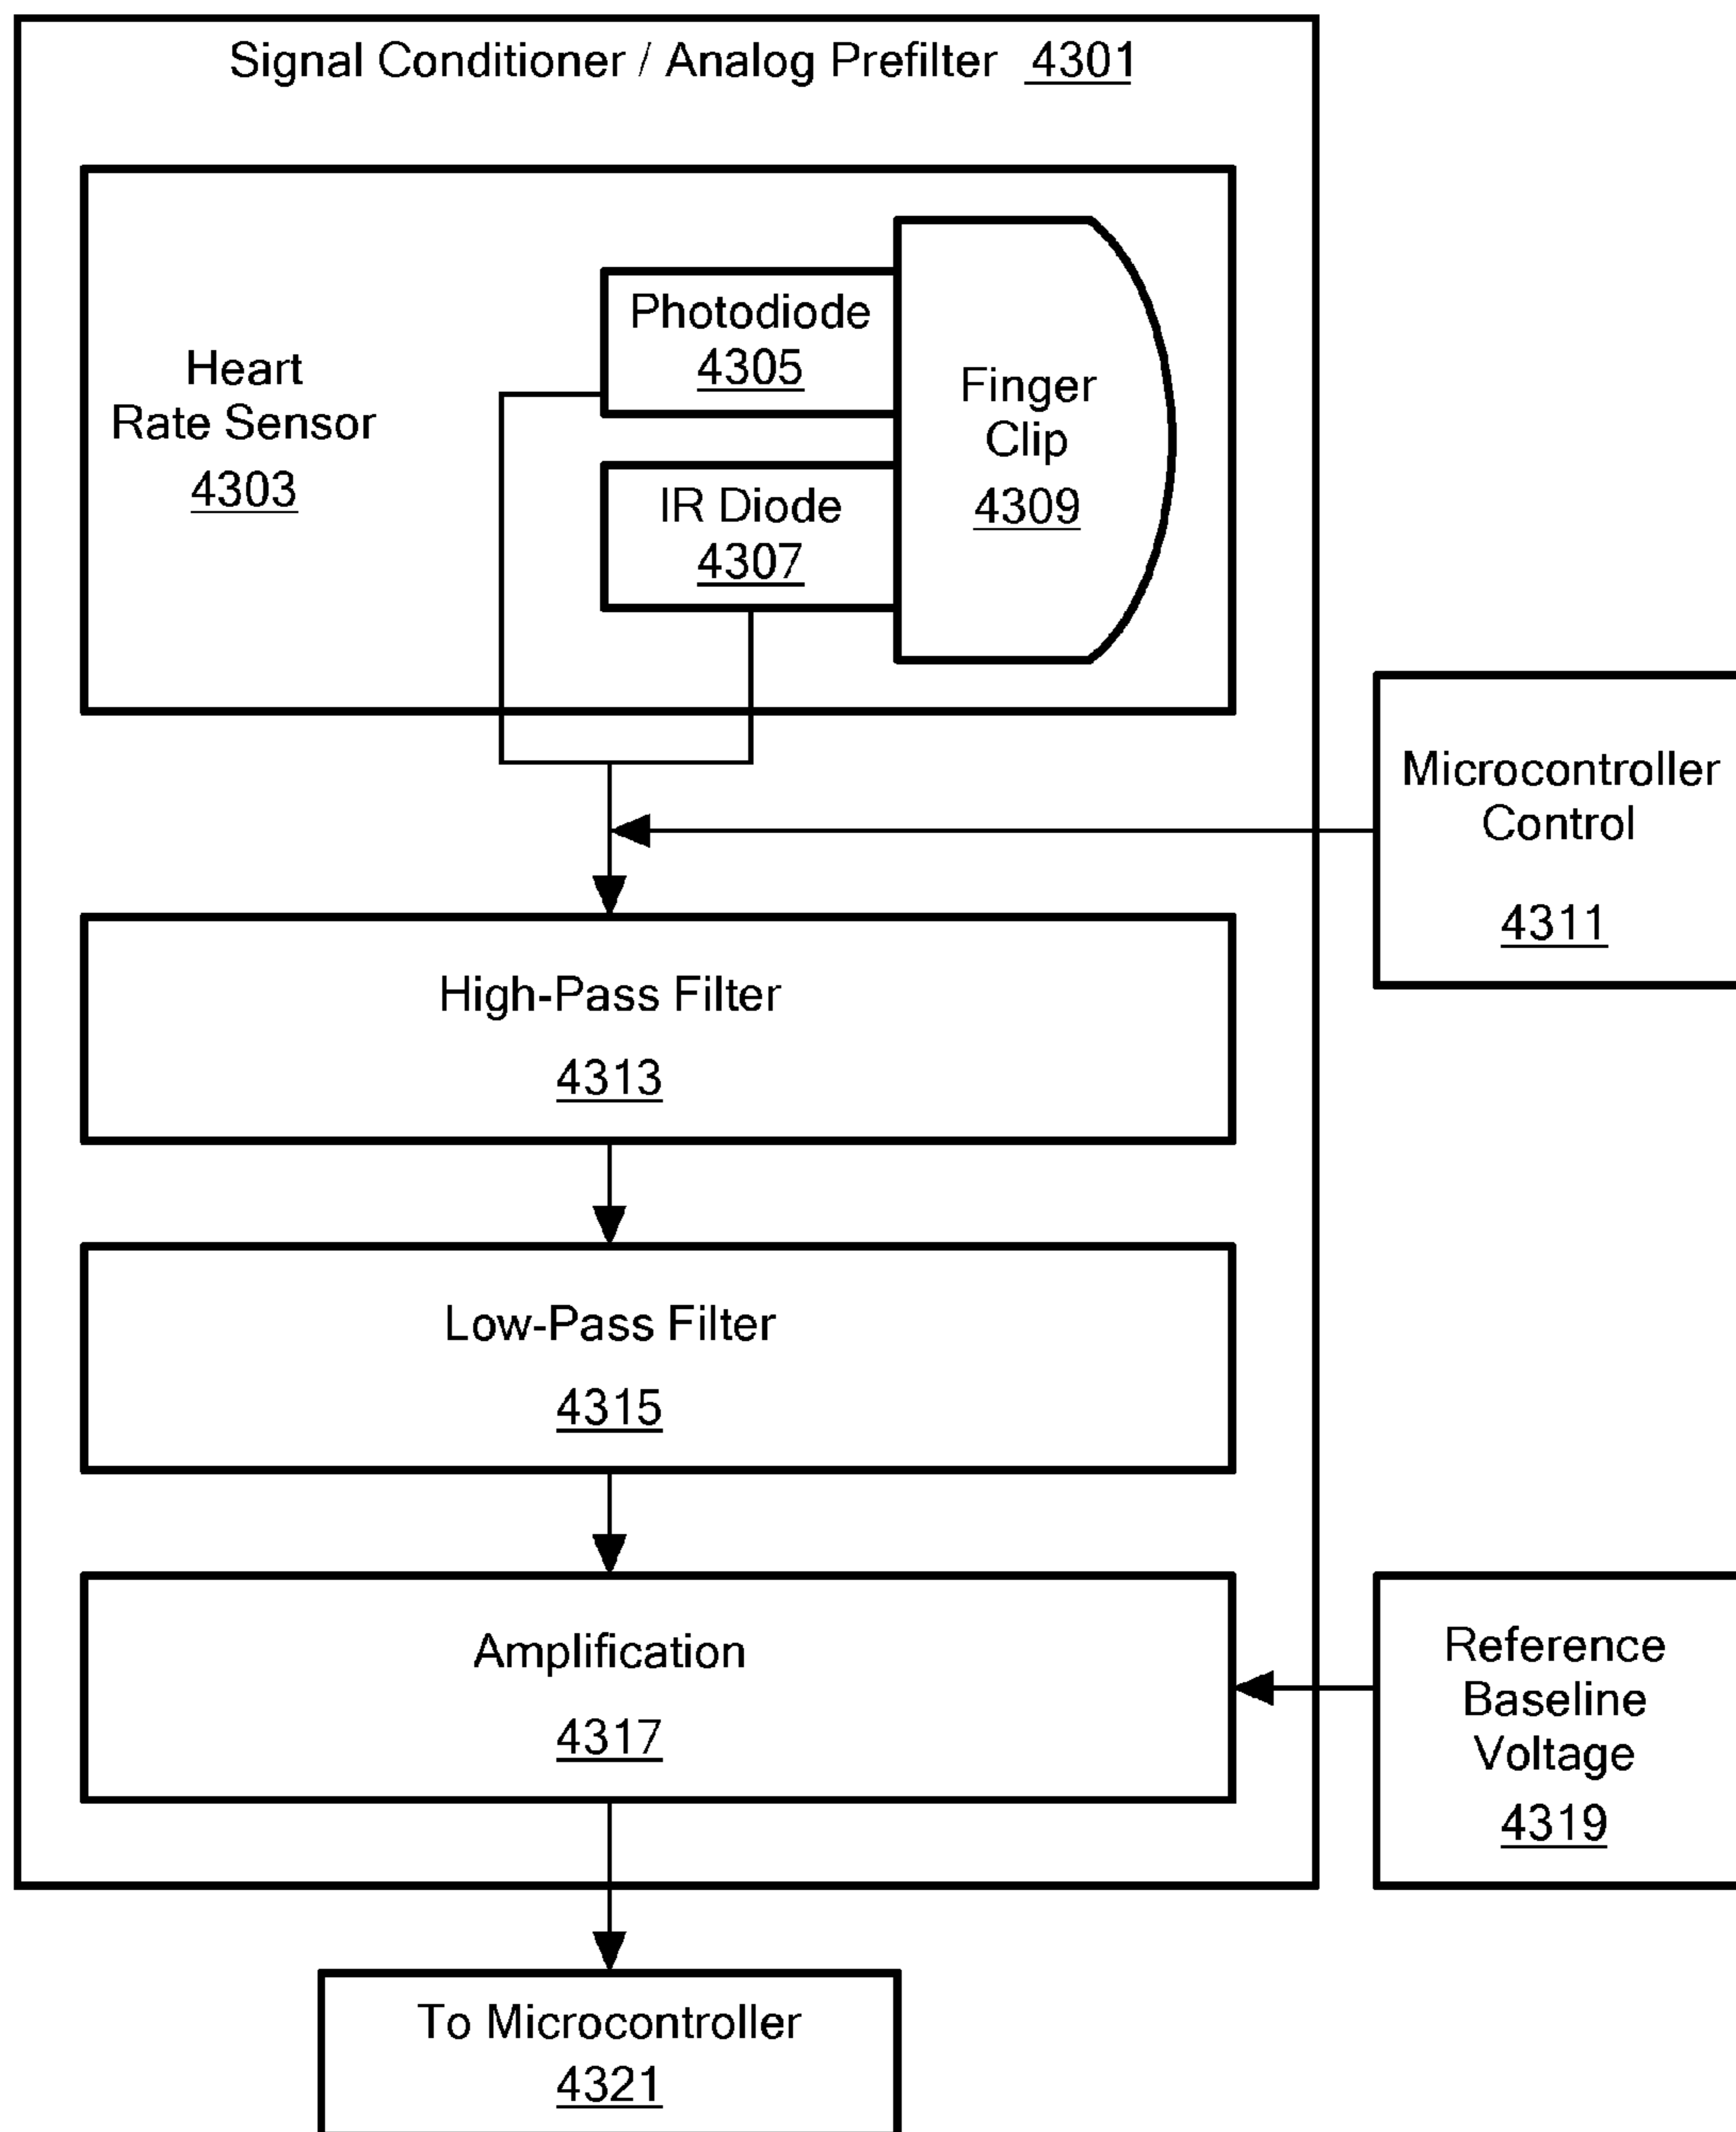 Signal Conditioner / Analog Prefilter 4301
Heart
Rate Sensor
4303
Photodiode
4305
IR Diode
4307
Finger
Clip
4309
Microcontroller
Control
4311
High-Pass Filter
4313
Low-Pass Filter
4315
Amplification
4317
Reference
Baseline
Voltage
4319
To Microcontroller
4321